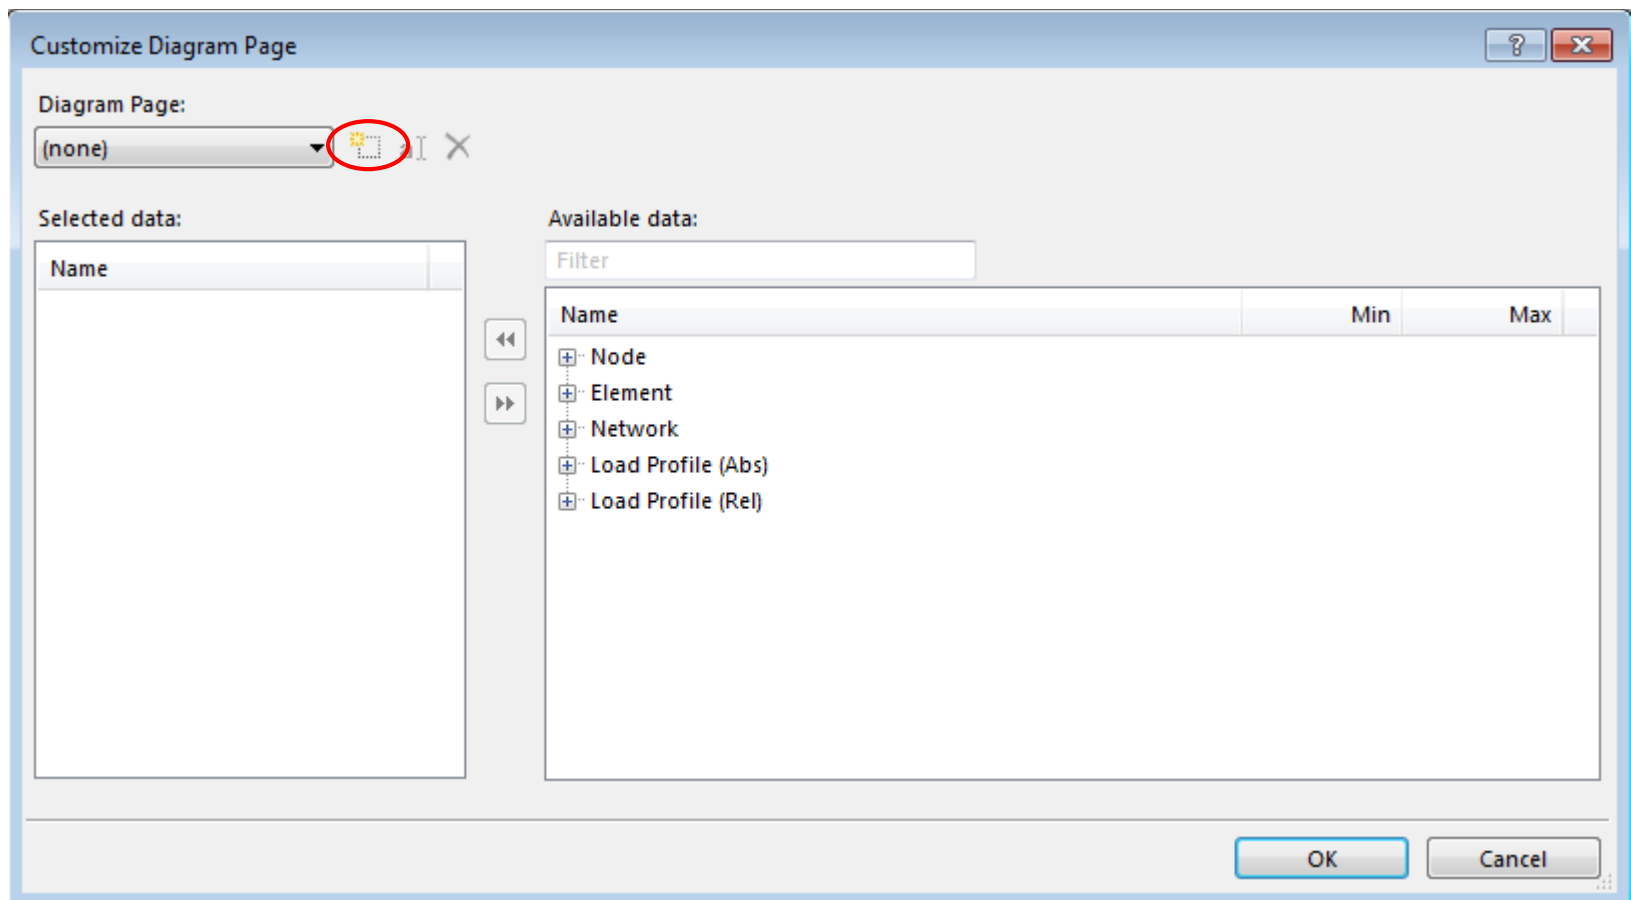 Customize Diagram Page
?
Diagram Page:
(none)
aI
Selected data:
Available data:
Filter
Name
Name Min Max
Node
Element
Network
Load Profile (Abs)
Load Profile (Rel)
OK Cancel